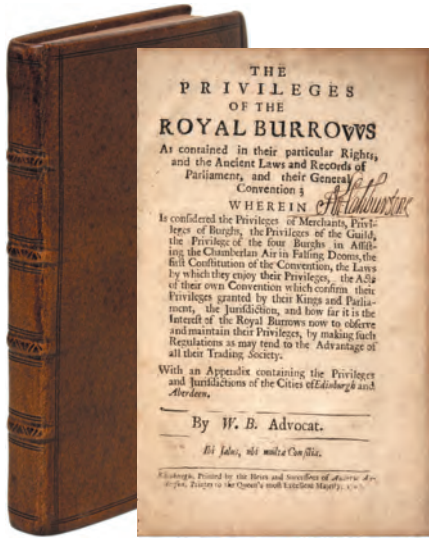 THE
PRIVILEGES
OF THE
ROYAL BURROWS
As contained in their particular Rights,
and the Ancient Laws and Records of
Parliament, and their General
Convention ;
WHEREIN
Is considered the Privileges of Merchants, Privi-
leges of Burghs, the Privileges of the Guild,
the Privilege of the four Burghs in Assist-
ing the Chamberlan Air in Falsing Dooms, the
first Constitution of the Convention, the Laws
by which they enjoy their Privileges, the Acts
of their own Convention which confirm their
Privileges granted by their Kings and Parlia-
ment, the Jurisdiction, and how far it is the
Interest of the Royal Burrows now to observe
and maintain their Privileges, by making such
Regulations as may tend to the Advantage of
all their Trading Society.
With an Appendix containing the Privileges
and Jurisdictions of the Cities of Edinburgh and
Aberdeen.
By W. B. Advocat.
Ibi salus, ubi multa Consilia.
Edinburgh, Printed by the Heirs and Successors of Andrew An-
derson, Printer to the Queen's most Excellent Majesty,